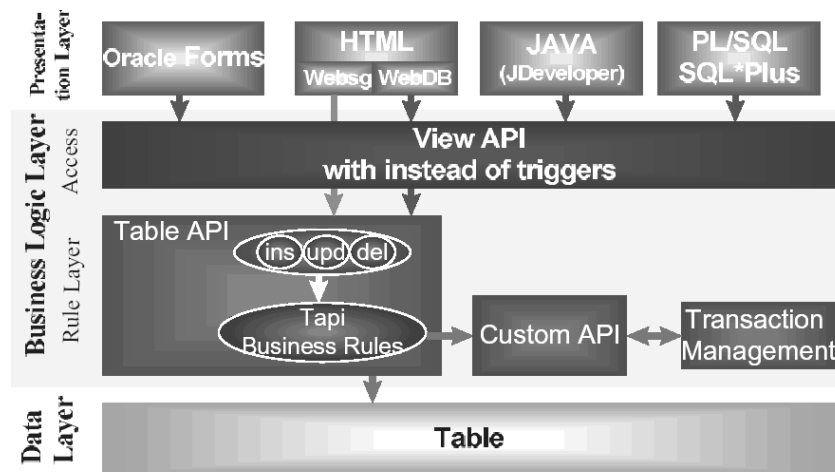 Presenta-
tion Layer
Oracle Forms
HTML
Websg
WebDB
JAVA
(JDeveloper)
PL/SQL
SQL*Plus
Business Logic Layer
Access
View API
with instead of triggers
Rule Layer
Table API
ins upd del
Tapi
Business Rules
Custom API
Transaction
Management
Data
Layer
Table